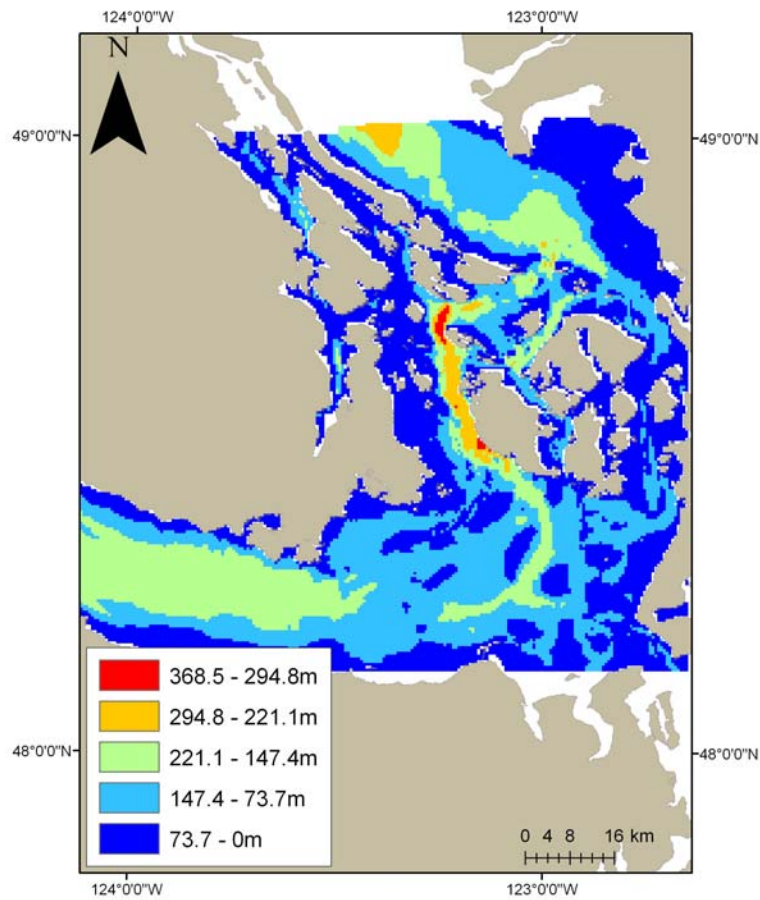 124°0'0"W 123°0'0"W
N
49°0'0"N 49°0'0"N
368.5 - 294.8m
294.8 - 221.1m
221.1 - 147.4m
147.4 - 73.7m
73.7 - 0m
48°0'0"N 48°0'0"N
0 4 8 16 km
124°0'0"W 123°0'0"W